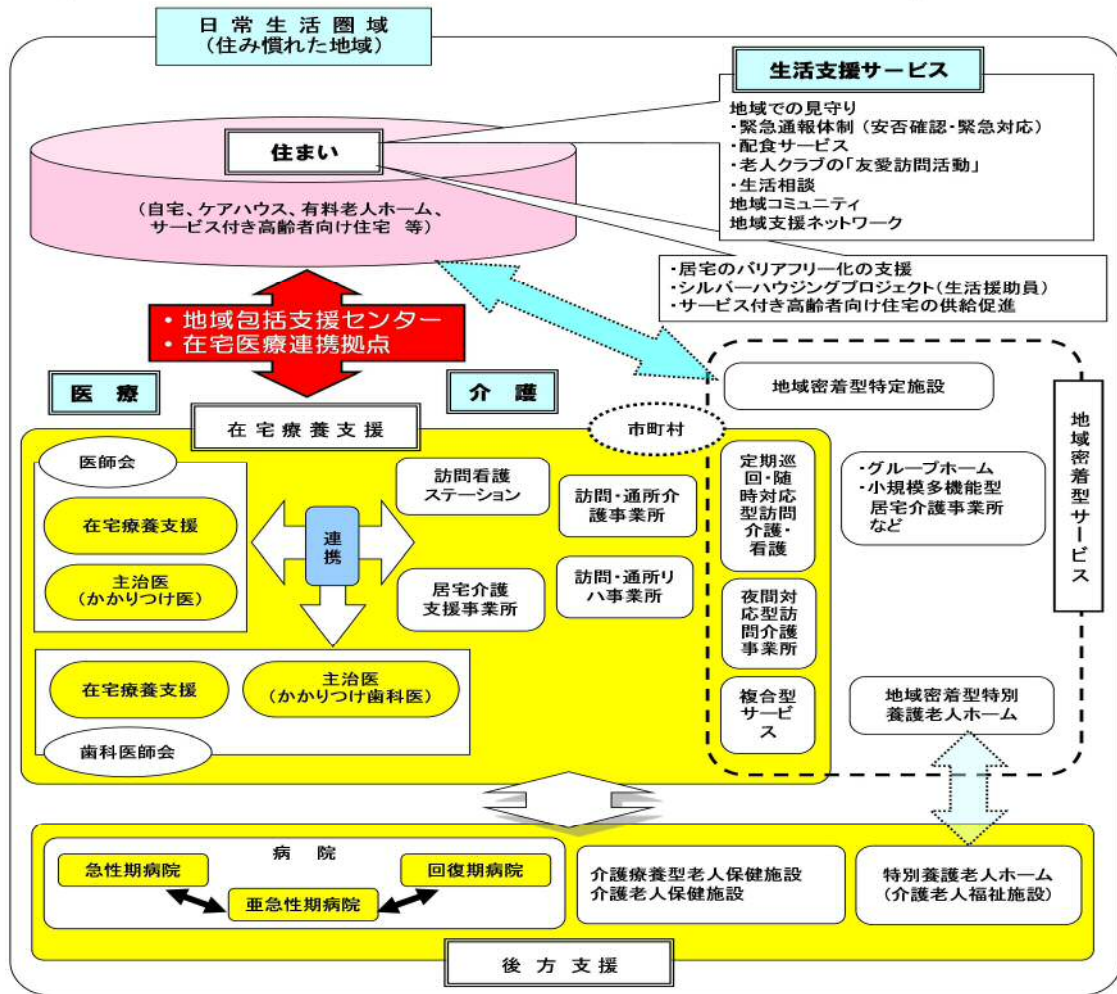 日常生活圏域
(住み慣れた地域)
生活支援サービス
地域での見守り
・緊急通報体制（安否確認・緊急対応）
・配食サービス
・老人クラブの「友愛訪問活動」
・生活相談
地域コミュニティ
地域支援ネットワーク
住まい
(自宅、ケアハウス、有料老人ホーム、
サービス付き高齢者向け住宅 等)
・居宅のバリアフリー化の支援
・シルバーハウジングプロジェクト(生活援助員)
・サービス付き高齢者向け住宅の供給促進
・地域包括支援センター
・在宅医療連携拠点
医療
介護
在宅療養支援
市町村
地域密着型特定施設
地域密着型サービス
医師会
在宅療養支援
主治医
(かかりつけ医)
連携
訪問看護
ステーション
訪問・通所介
護事業所
居宅介護
支援事業所
訪問・通所リ
ハ事業所
定期巡
回・随
時対応
型訪問
介護・
看護
・グループホーム
・小規模多機能型
居宅介護事業所
など
夜間対
応型訪
問介護
事業所
複合型
サービ
ス
地域密着型特別
養護老人ホーム
在宅療養支援
主治医
(かかりつけ歯科医)
歯科医師会
病院
急性期病院
回復期病院
亜急性期病院
介護療養型老人保健施設
介護老人保健施設
特別養護老人ホーム
(介護老人福祉施設)
後方支援